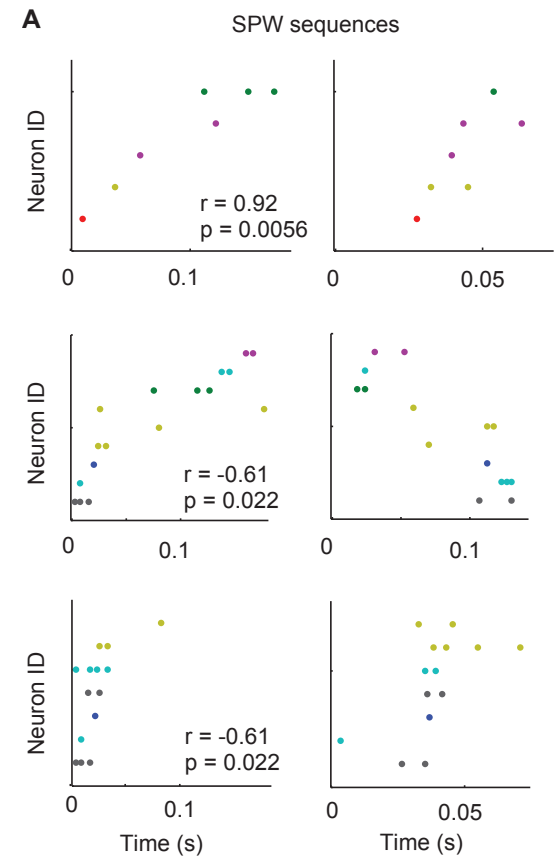 A
SPW sequences
Neuron ID
r = 0.92
p = 0.0056
0 0.1
0 0.05
Neuron ID
r = -0.61
p = 0.022
0 0.1
0 0.1
Neuron ID
r = -0.61
p = 0.022
0 0.1
0 0.05
Time (s)
Time (s)